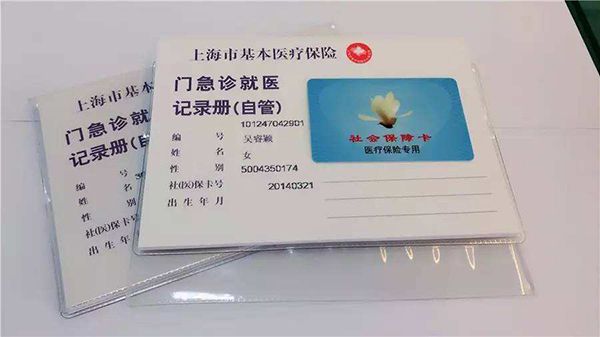 上海市基本医疗保险
门急诊就医
记录册(自管)
101247042901
编号
吴睿颖
姓名
女
性别
5004350174
社(医)保卡号
20140321
出生年月
社会保障卡
医疗保险专用
上海市基本医
门急诊
记录册(自
编号
姓名
性别
社(医)保卡号
出生年月